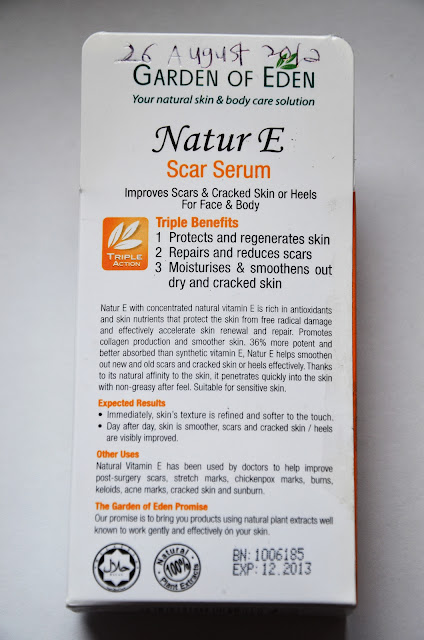 26 August 2012
GARDEN OF EDEN
Your natural skin & body care solution
Natur E
Scar Serum
Improves Scars & Cracked Skin or Heels
For Face & Body
TRIPLE
ACTION
Triple Benefits
1 Protects and regenerates skin
2 Repairs and reduces scars
3 Moisturises & smoothens out
dry and cracked skin
Natur E with concentrated natural vitamin E is rich in antioxidants
and skin nutrients that protect the skin from free radical damage
and effectively accelerate skin renewal and repair. Promotes
collagen production and smoother skin. 36% more potent and
better absorbed than synthetic vitamin E, Natur E helps smoothen
out new and old scars and cracked skin or heels effectively. Thanks
to its natural affinity to the skin, it penetrates quickly into the skin
with non-greasy after feel. Suitable for sensitive skin.
Expected Results
• Immediately, skin's texture is refined and softer to the touch.
• Day after day, skin is smoother, scars and cracked skin / heels
are visibly improved.
Other Uses
Natural Vitamin E has been used by doctors to help improve
post-surgery scars, stretch marks, chickenpox marks, burns,
keloids, acne marks, cracked skin and sunburn.
The Garden of Eden Promise
Our promise is to bring you products using natural plant extracts well
known to work gently and effectively on your skin.
حلال
Natural
100%
Plant Extracts
BN: 1006185
EXP: 12.2013